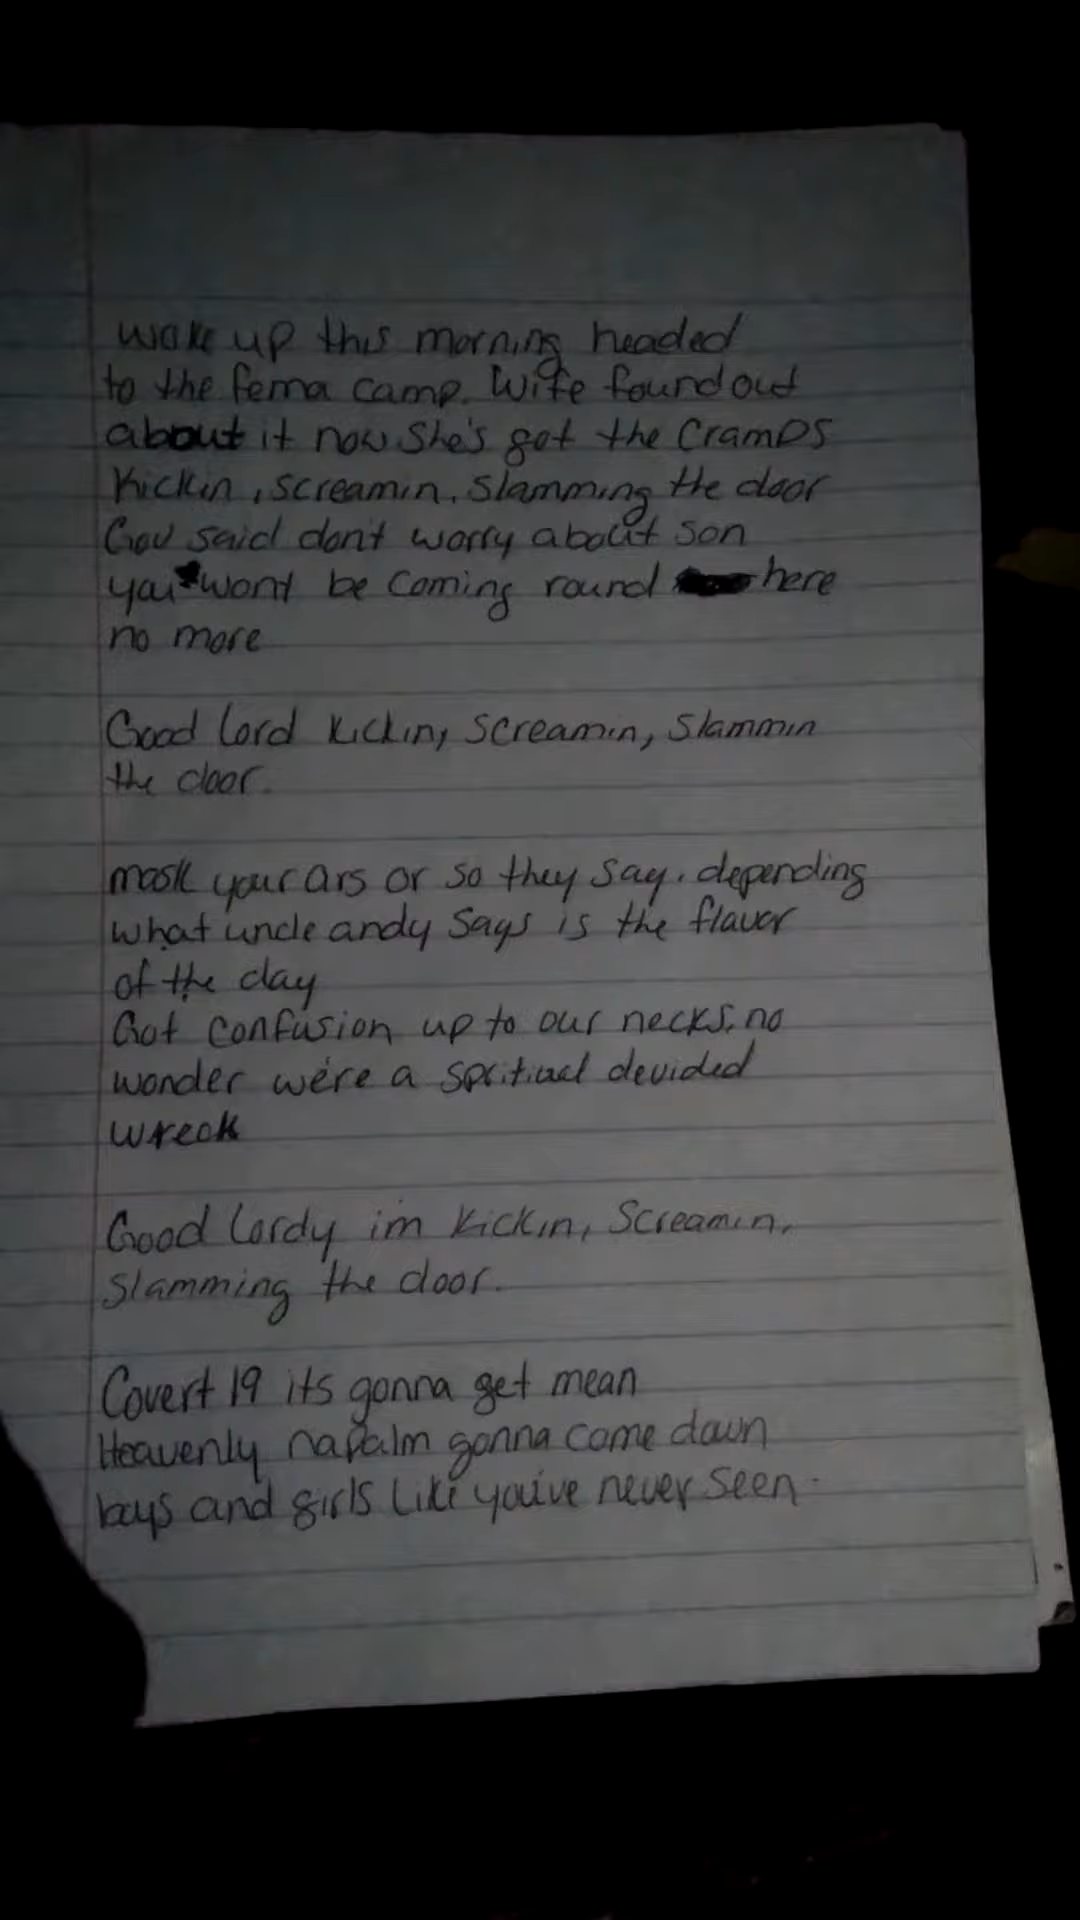 woke up this morning headed
to the fema camp. Wife found out
about it now She's got the Cramps
Kickin, screamin, slamming the door
Gov said don't worry about son
you wont be coming round here
no more
Good Lord kickin, screamin, slammin
the door.
mask your ars or so they say. depending
what uncle andy says is the flavor
of the day
Got confusion up to our necks, no
wonder we're a spritiual devided
wreck
Good Lordy im kickin, screamin,
slamming the door.
Covert 19 its gonna get mean
Heavenly napalm gonna come down
boys and girls like you've never seen.